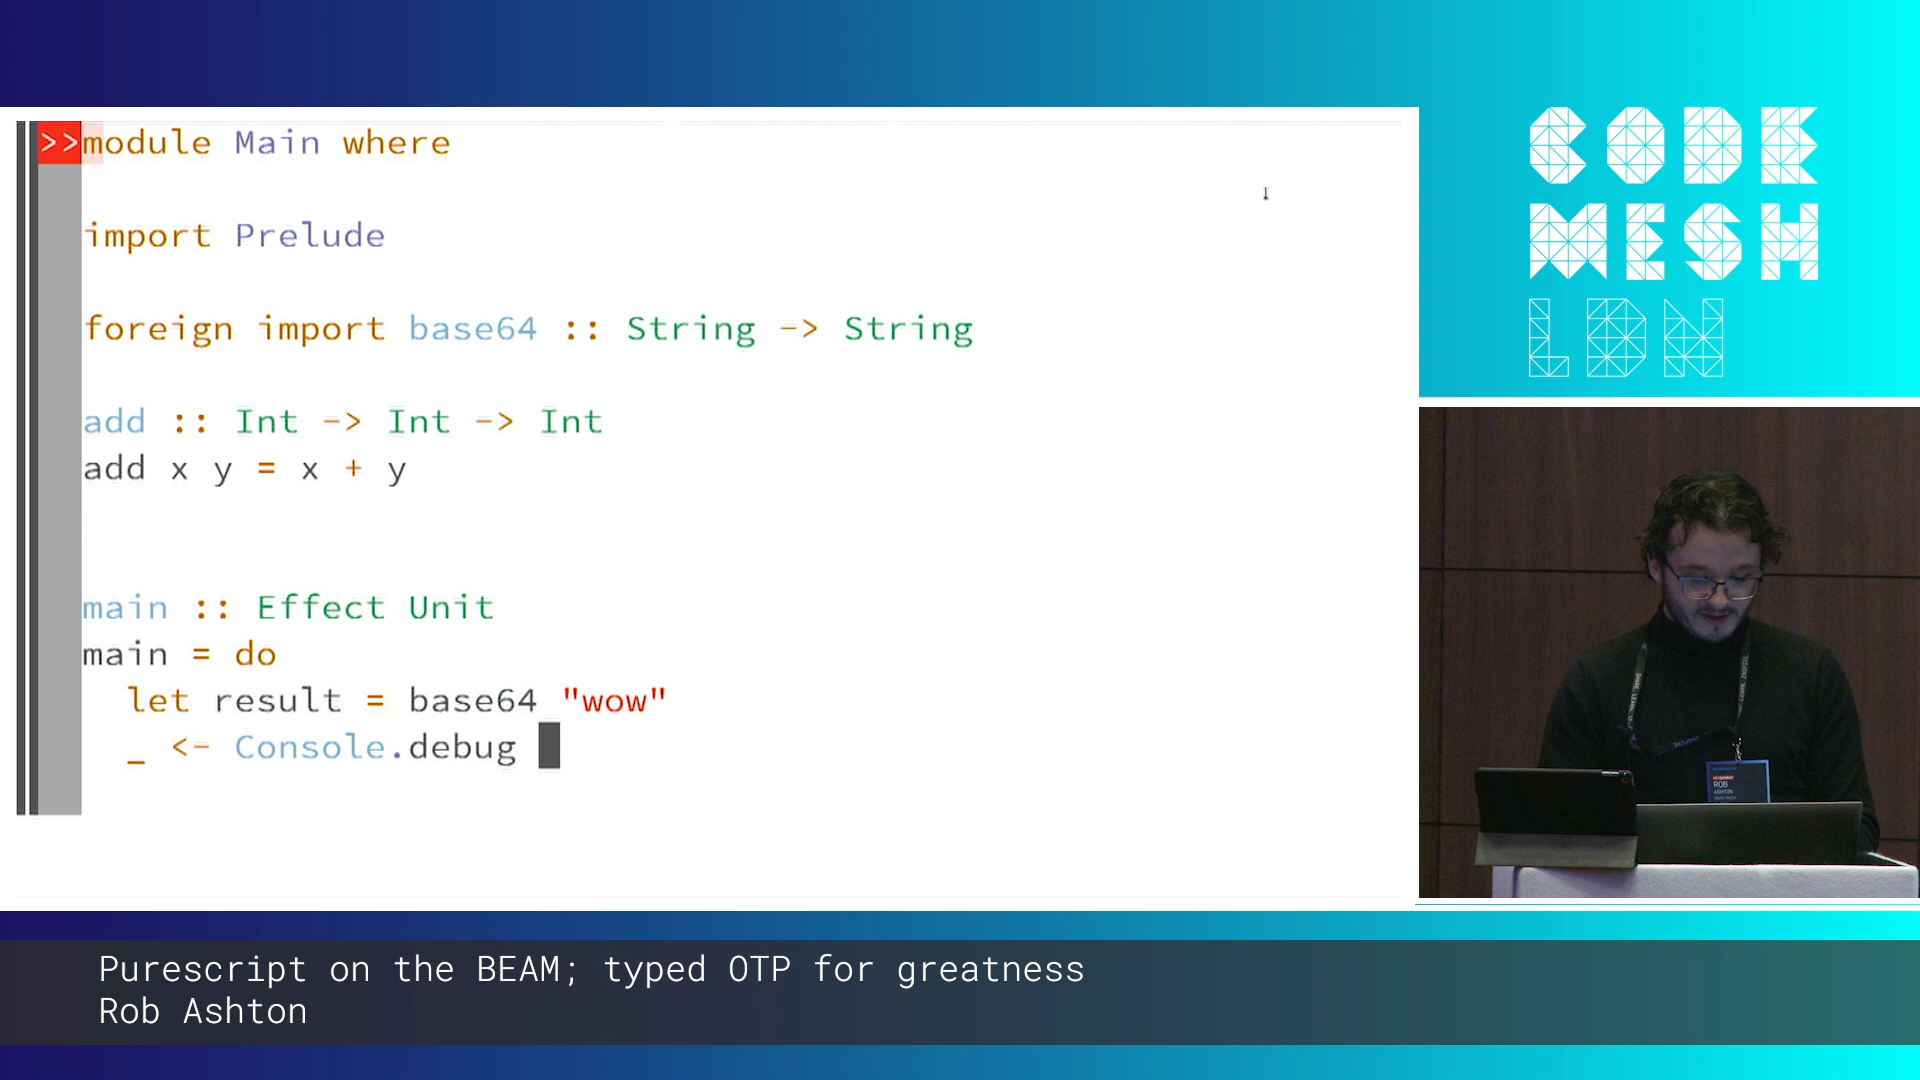 >>module Main where
import Prelude
foreign import base64 :: String -> String
add :: Int -> Int -> Int
add x y = x + y
main :: Effect Unit
main = do
let result = base64 "wow"
_ <- Console.debug
CODE
MESH
LDN
ROB
ASHTON
Purescript on the BEAM; typed OTP for greatness
Rob Ashton